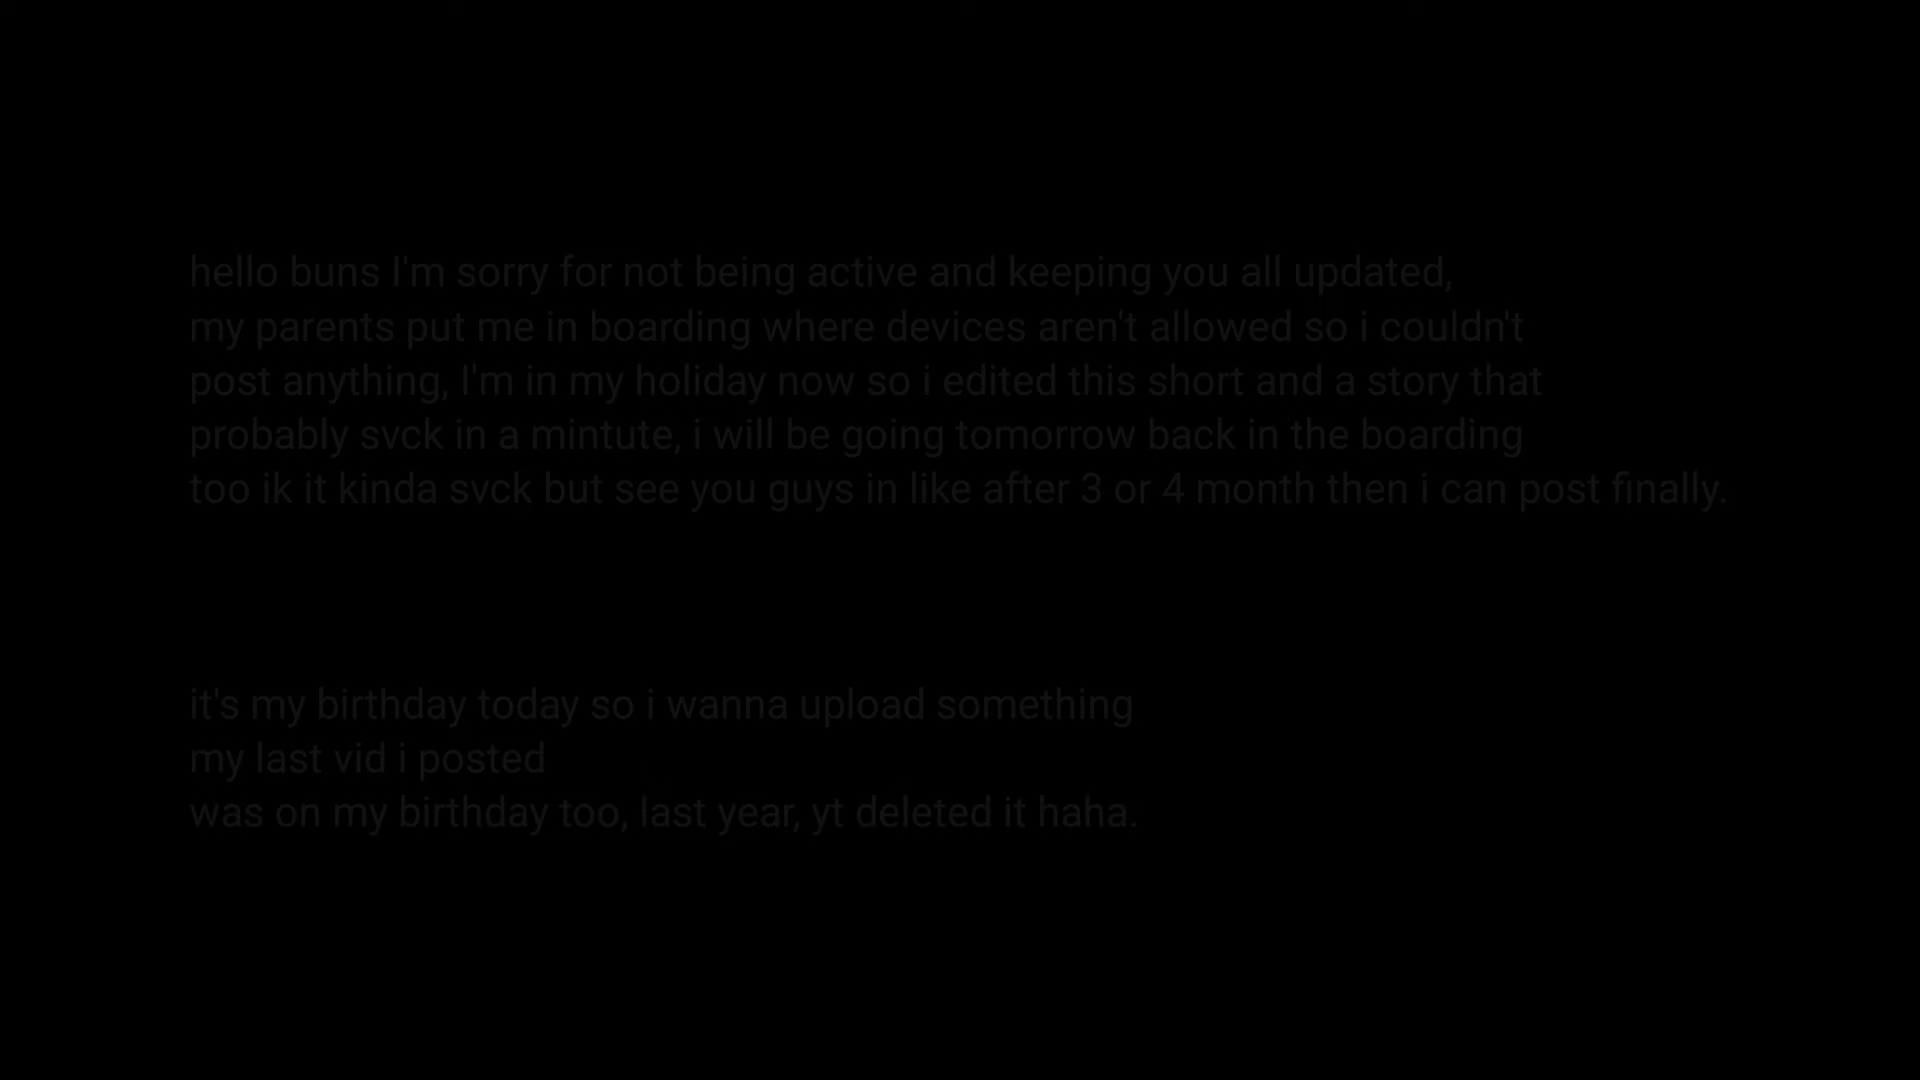 hello buns I'm sorry for not being active and keeping you all updated,
my parents put me in boarding where devices aren't allowed so i couldn't
post anything, I'm in my holiday now so i edited this short and a story that
probably svck in a mintute, i will be going tomorrow back in the boarding
too ik it kinda svck but see you guys in like after 3 or 4 month then i can post finally.
it's my birthday today so i wanna upload something
my last vid i posted
was on my birthday too, last year, yt deleted it haha.